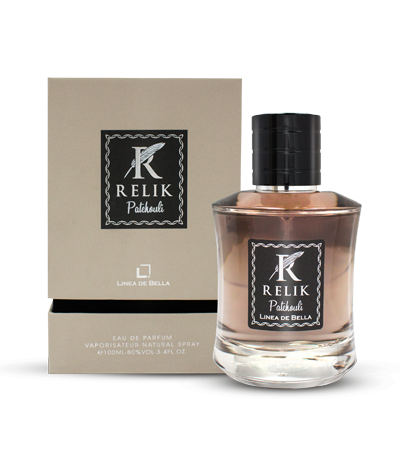 K
RELIK
Patchouli
LINEA DE BELLA
EAU DE PARFUM
VAPORISATEUR NATURAL SPRAY
℮100ML-80%VOL 3.4FL.OZ
K
RELIK
Patchouli
LINEA DE BELLA